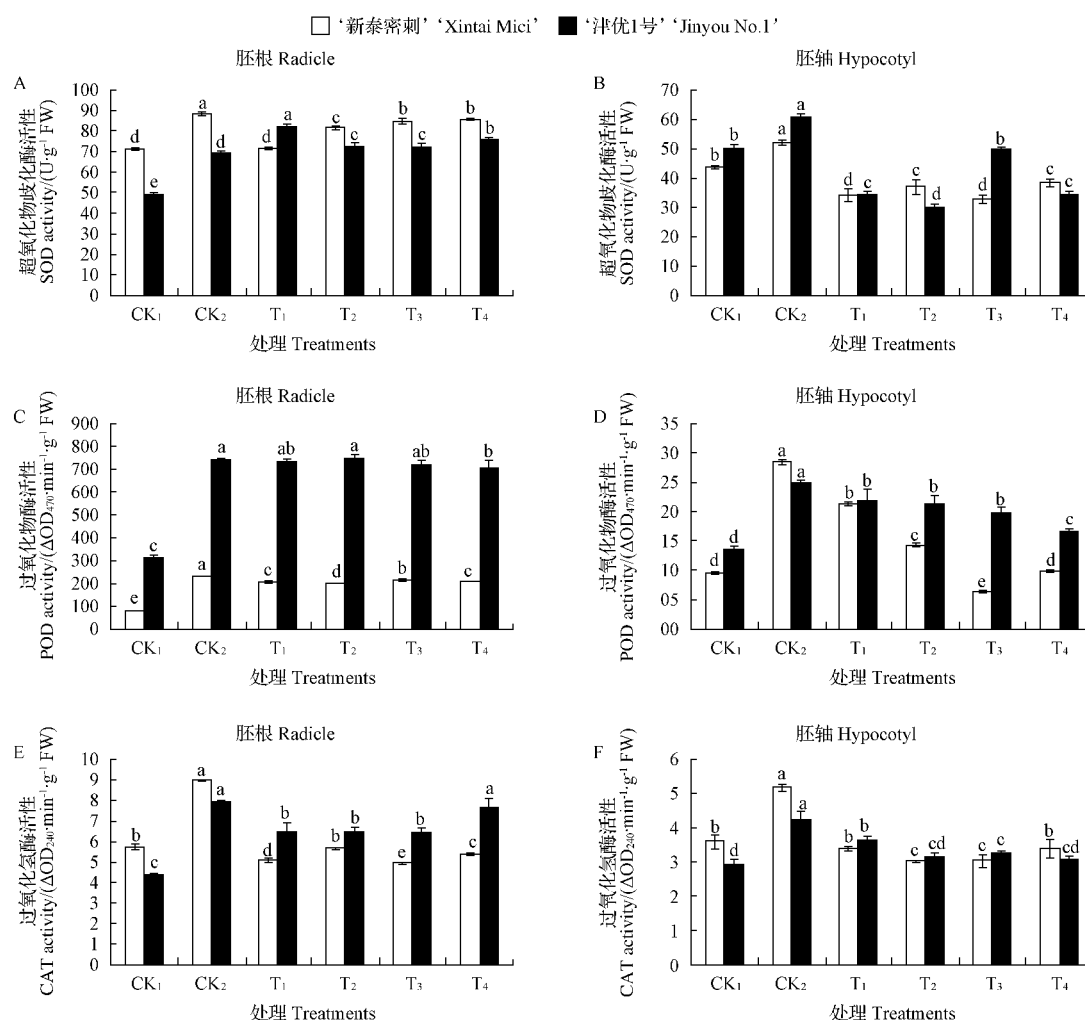 '新泰密刺' 'Xintai Mici' '津优1号' 'Jinyou No.1'
胚根 Radicle
A
超氧化物歧化酶活性
SOD activity/(U·g⁻¹ FW)
100
90
80
70
60
50
40
30
20
10
0
d e a d d a c c b c b b
CK₁ CK₂ T₁ T₂ T₃ T₄
处理 Treatments
胚轴 Hypocotyl
B
超氧化物歧化酶活性
SOD activity/(U·g⁻¹ FW)
70
60
50
40
30
20
10
0
b b a a d c c d d b c c
CK₁ CK₂ T₁ T₂ T₃ T₄
处理 Treatments
胚根 Radicle
C
过氧化物酶活性
POD activity/(ΔOD₄₇₀·min⁻¹·g⁻¹ FW)
900
800
700
600
500
400
300
200
100
0
e c b a c ab d a b ab c b
CK₁ CK₂ T₁ T₂ T₃ T₄
处理 Treatments
胚轴 Hypocotyl
D
过氧化物酶活性
POD activity/(ΔOD₄₇₀·min⁻¹·g⁻¹ FW)
35
30
25
20
15
10
05
00
d d a a b b c b e b d c
CK₁ CK₂ T₁ T₂ T₃ T₄
处理 Treatments
胚根 Radicle
E
过氧化氢酶活性
CAT activity/(ΔOD₂₄₀·min⁻¹·g⁻¹ FW)
10
9
8
7
6
5
4
3
2
1
0
b c a a d b b b e b c a
CK₁ CK₂ T₁ T₂ T₃ T₄
处理 Treatments
胚轴 Hypocotyl
F
过氧化氢酶活性
CAT activity/(ΔOD₂₄₀·min⁻¹·g⁻¹ FW)
6
5
4
3
2
1
0
b d a a b b c cd c c b cd
CK₁ CK₂ T₁ T₂ T₃ T₄
处理 Treatments